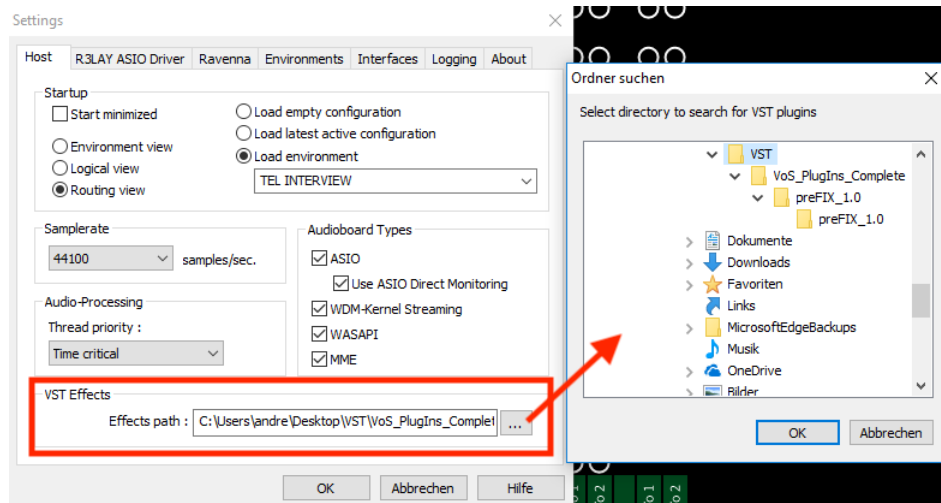 Settings
Host R3LAY ASIO Driver Ravenna Environments Interfaces Logging About
Startup
Start minimized
Environment view
Logical view
Routing view
Load empty configuration
Load latest active configuration
Load environment
TEL INTERVIEW
Samplerate
44100 samples/sec.
Audio-Processing
Thread priority :
Time critical
Audioboard Types
ASIO
Use ASIO Direct Monitoring
WDM-Kernel Streaming
WASAPI
MME
VST Effects
Effects path : C:\Users\andre\Desktop\VST\VoS_PlugIns_Complet ...
OK Abbrechen Hilfe
Ordner suchen
Select directory to search for VST plugins
VST
VoS_PlugIns_Complete
preFIX_1.0
preFIX_1.0
Dokumente
Downloads
Favoriten
Links
MicrosoftEdgeBackups
Musik
OneDrive
Bilder
OK Abbrechen